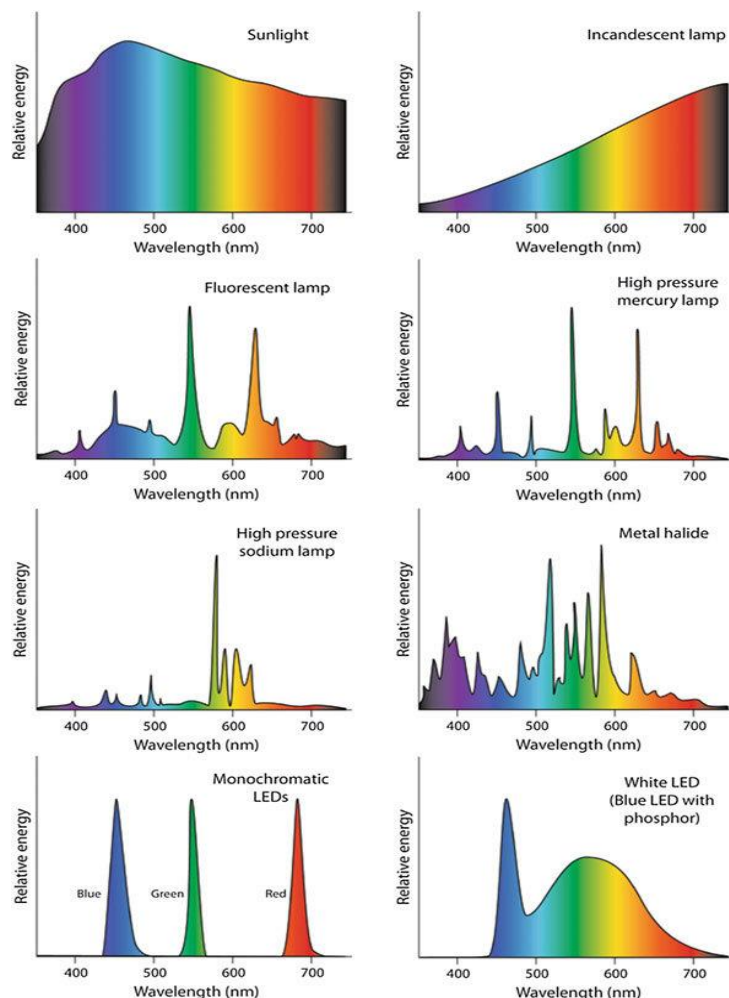 Sunlight
Relative energy
400 500 600 700
Wavelength (nm)
Incandescent lamp
Relative energy
400 500 600 700
Wavelength (nm)
Fluorescent lamp
Relative energy
400 500 600 700
Wavelength (nm)
High pressure
mercury lamp
Relative energy
400 500 600 700
Wavelength (nm)
High pressure
sodium lamp
Relative energy
400 500 600 700
Wavelength (nm)
Metal halide
Relative energy
400 500 600 700
Wavelength (nm)
Monochromatic
LEDs
Relative energy
Blue Green Red
400 500 600 700
Wavelength (nm)
White LED
(Blue LED with
phosphor)
Relative energy
400 500 600 700
Wavelength (nm)